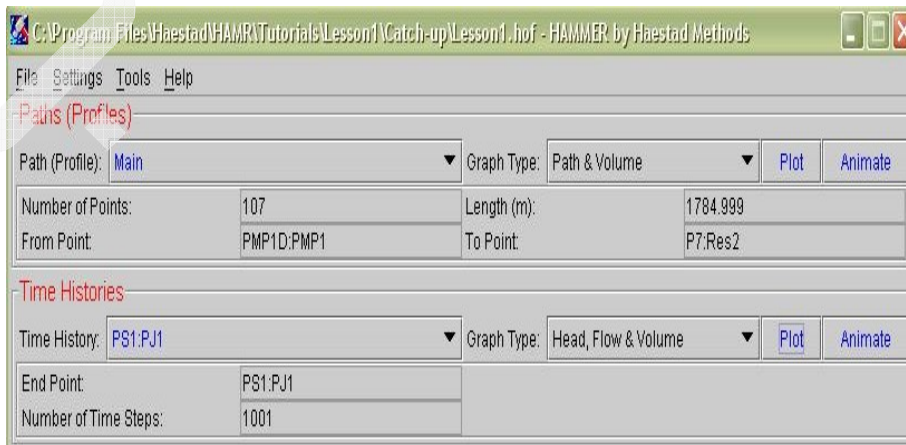 C:\Program Files\Haestad\HAMR\Tutorials\Lesson1\Catch-up\Lesson1.hof - HAMMER by Haestad Methods
File Settings Tools Help
Paths (Profiles)
Path (Profile): Main Graph Type: Path & Volume Plot Animate
Number of Points: 107 Length (m): 1784.999
From Point: PMP1D:PMP1 To Point: P7:Res2
Time Histories
Time History: PS1:PJ1 Graph Type: Head, Flow & Volume Plot Animate
End Point: PS1:PJ1
Number of Time Steps: 1001